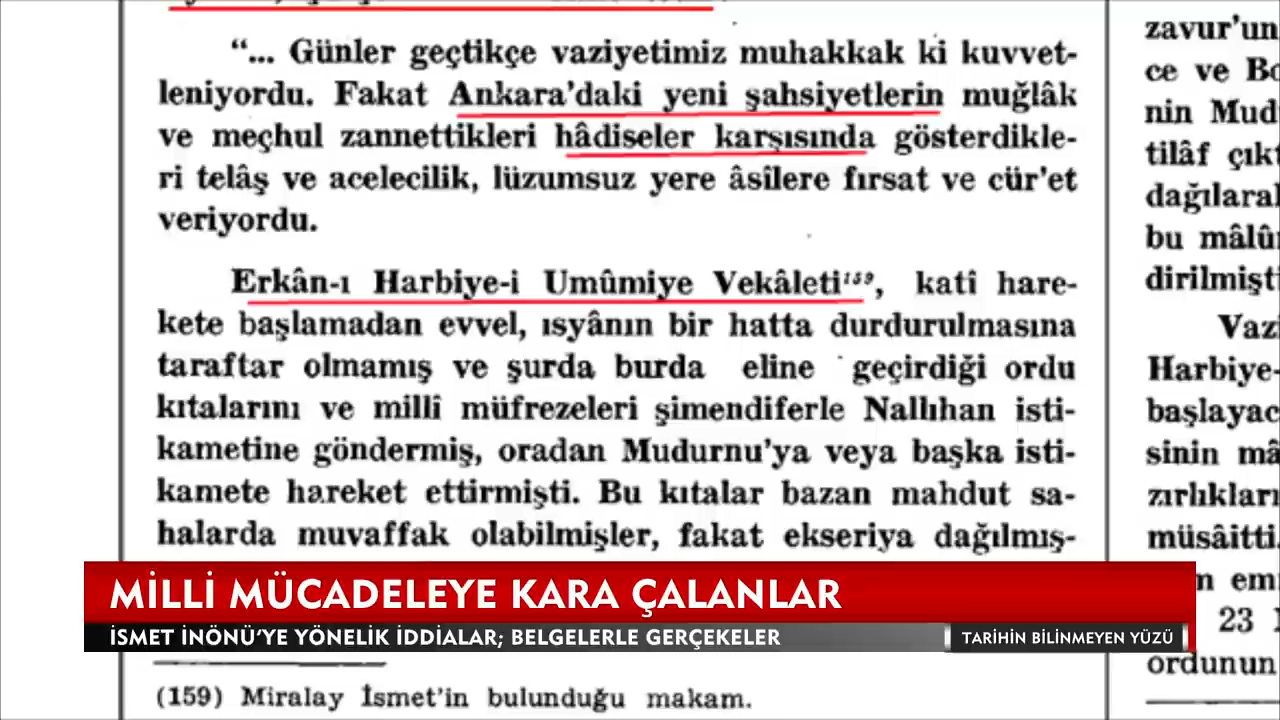 “... Günler geçtikçe vaziyetimiz muhakkak ki kuvvet-
leniyordu. Fakat Ankara'daki yeni şahsiyetlerin muğlâk
ve meçhul zannettikleri hâdiseler karşısında gösterdikle-
ri telâş ve acelecilik, lüzumsuz yere âsîlere fırsat ve cür'et
veriyordu.
Erkân-ı Harbiye-i Umûmiye Vekâleti¹⁵⁹, katî hare-
kete başlamadan evvel, ısyânın bir hatta durdurulmasına
taraftar olmamış ve şurda burda eline geçirdiği ordu
kıtalarını ve millî müfrezeleri şimendiferle Nallıhan isti-
kametine göndermiş, oradan Mudurnu'ya veya başka isti-
kamete hareket ettirmişti. Bu kıtalar bazan mahdut sa-
halarda muvaffak olabilmişler, fakat ekseriya dağılmış-
(159) Miralay İsmet'in bulunduğu makam.
zavur'un
ce ve Bo
nin Mud
tilâf çıkt
dağılaral
bu mâlû
dirilmişti
Vazi
Harbiye-
başlayac
sinin mâ
zırlıkları
müsâitti.
em
23
ordunun
MİLLİ MÜCADELEYE KARA ÇALANLAR
İSMET İNÖNÜ'YE YÖNELİK İDDİALAR; BELGELERLE GERÇEKELER
TARİHİN BİLİNMEYEN YÜZÜ